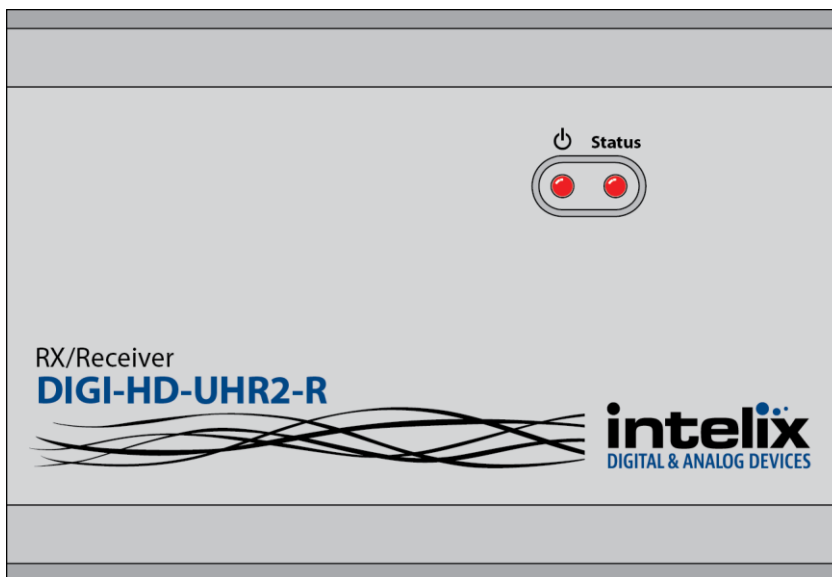 Status
RX/Receiver
DIGI-HD-UHR2-R
intelix
DIGITAL & ANALOG DEVICES